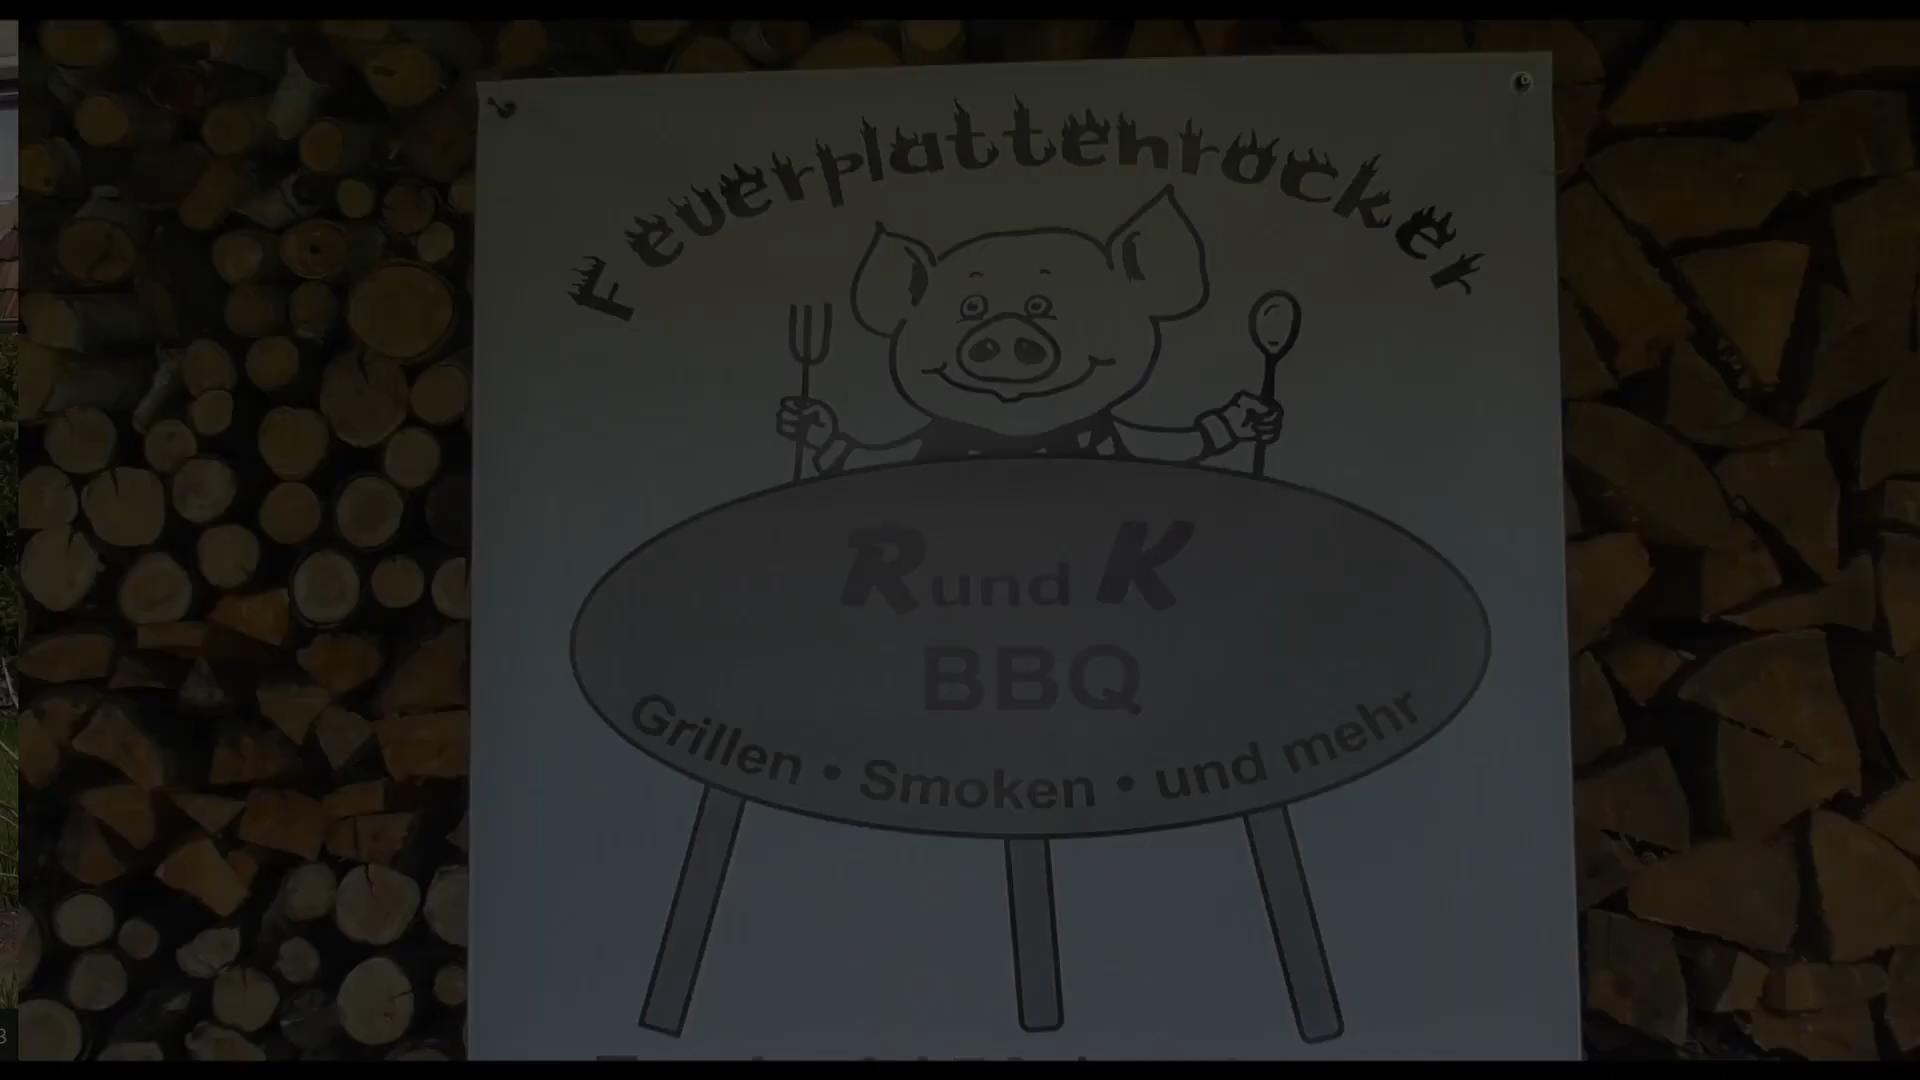 Feuerplattenrocker
R und K
BBQ
Grillen • Smoken • und mehr